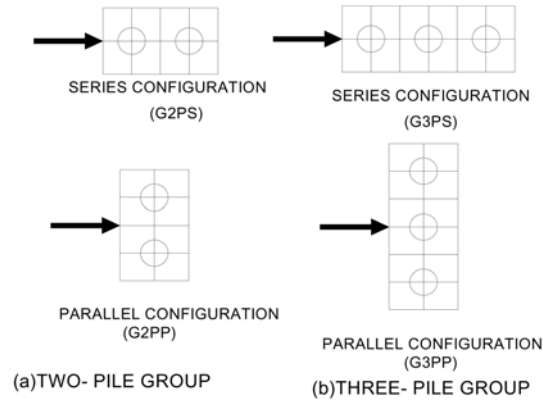 SERIES CONFIGURATION
(G2PS)
SERIES CONFIGURATION
(G3PS)
PARALLEL CONFIGURATION
(G2PP)
PARALLEL CONFIGURATION
(G3PP)
(a)TWO- PILE GROUP
(b)THREE- PILE GROUP